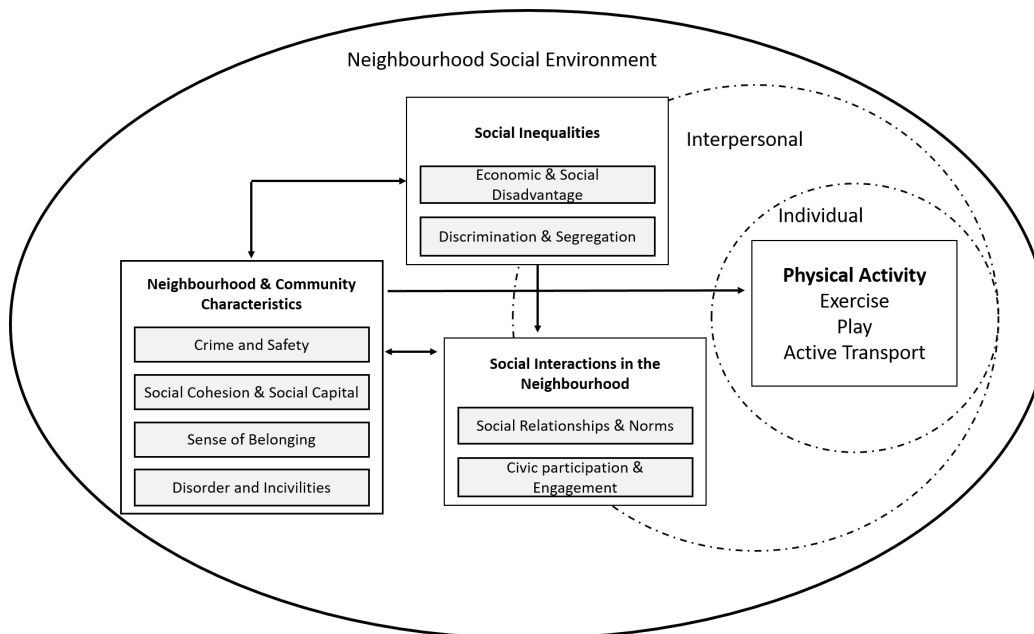 Neighbourhood Social Environment
Social Inequalities
Economic & Social
Disadvantage
Discrimination & Segregation
Interpersonal
Individual
Physical Activity
Exercise
Play
Active Transport
Neighbourhood & Community
Characteristics
Crime and Safety
Social Cohesion & Social Capital
Sense of Belonging
Disorder and Incivilities
Social Interactions in the
Neighbourhood
Social Relationships & Norms
Civic participation &
Engagement